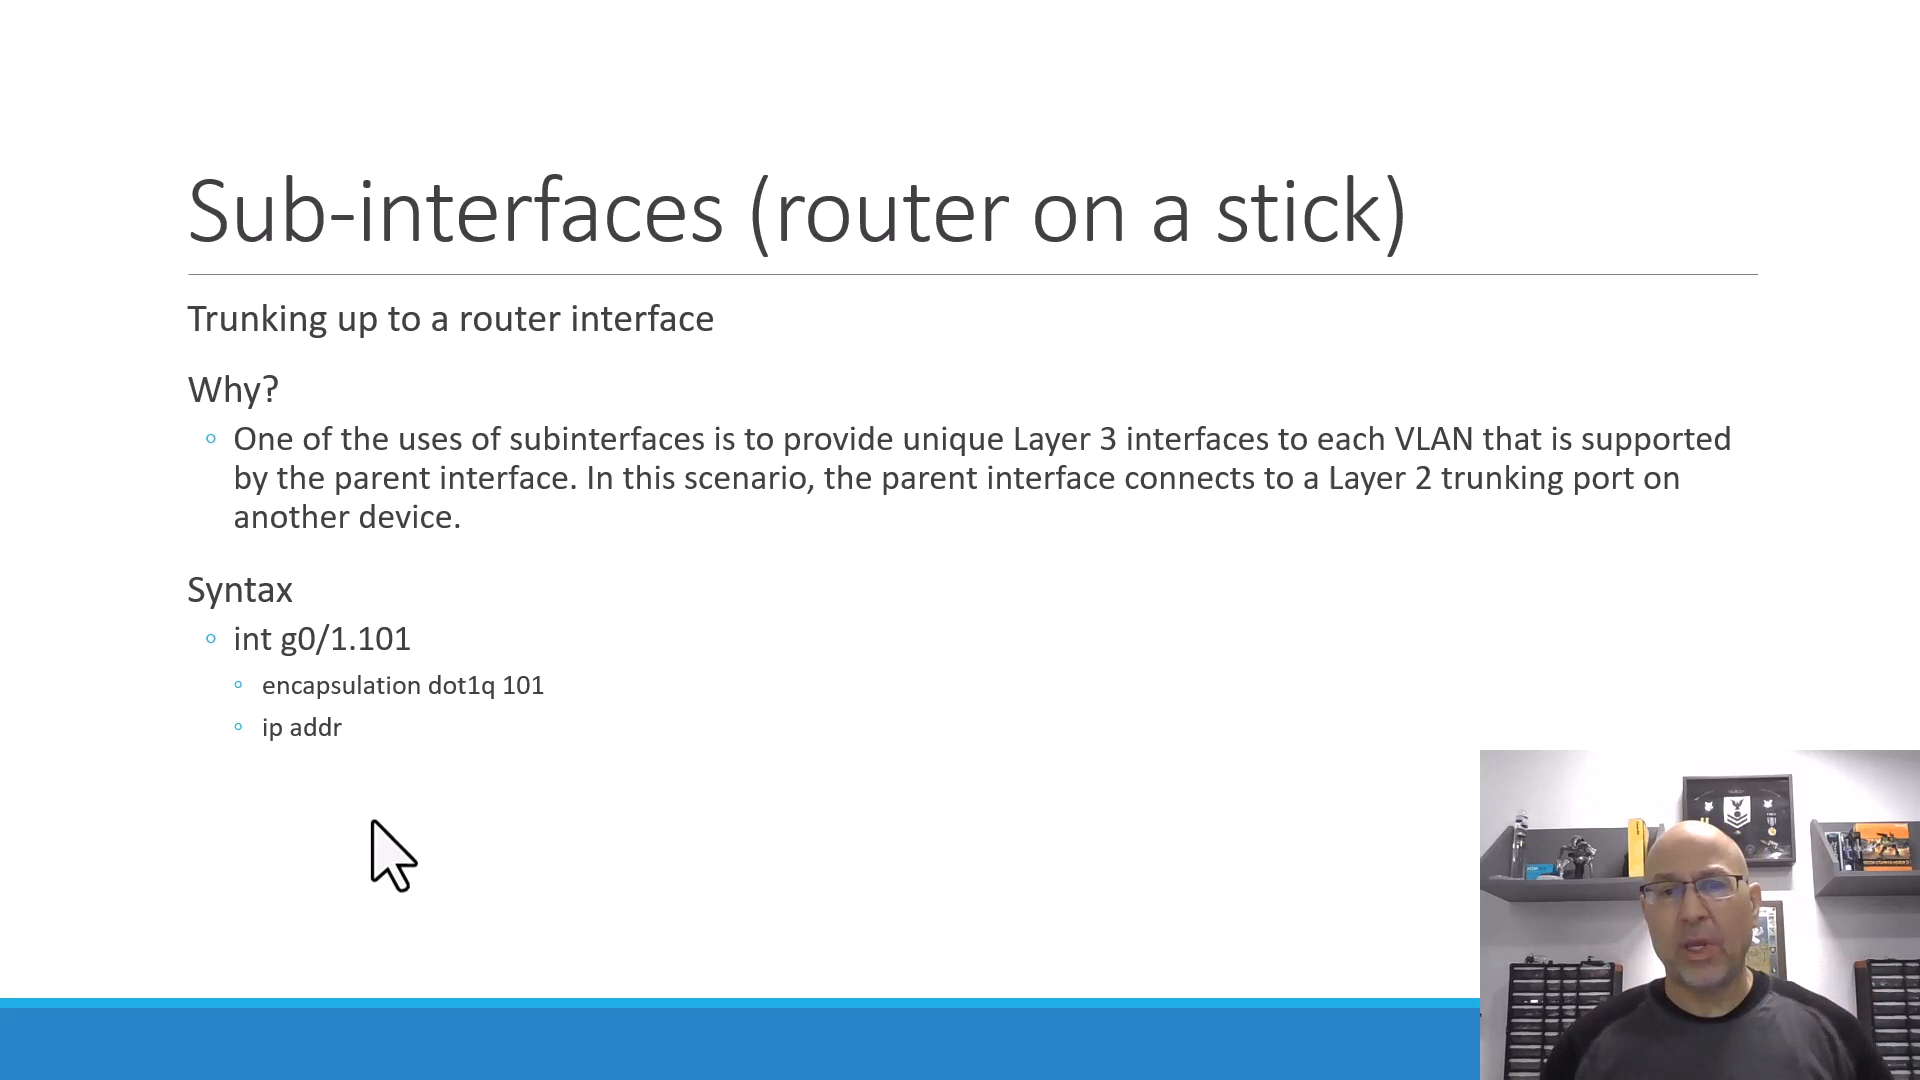 Sub-interfaces (router on a stick)
Trunking up to a router interface
Why?
One of the uses of subinterfaces is to provide unique Layer 3 interfaces to each VLAN that is supported
by the parent interface. In this scenario, the parent interface connects to a Layer 2 trunking port on
another device.
Syntax
int g0/1.101
encapsulation dot1q 101
ip addr